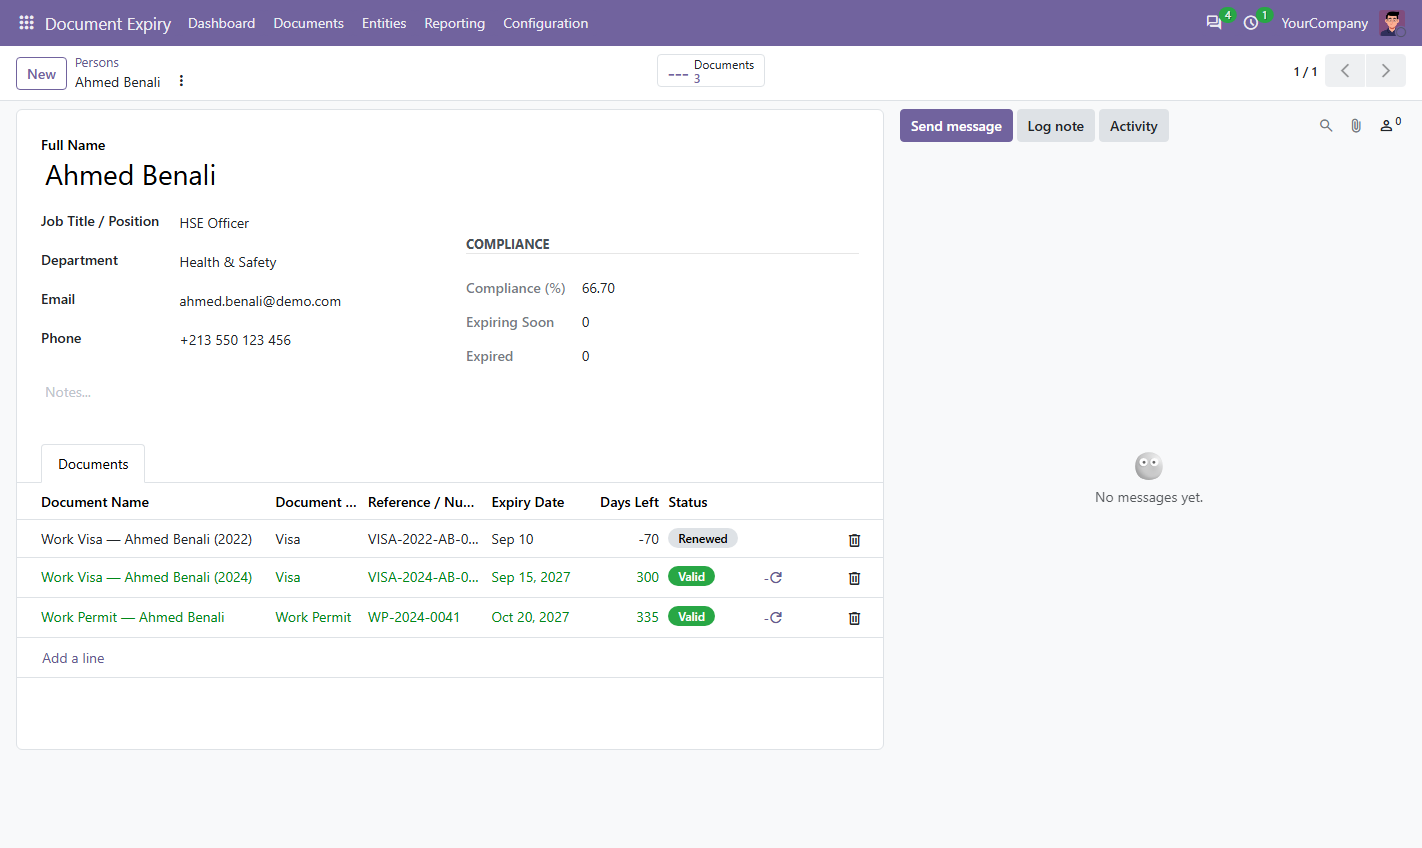 Document Expiry Dashboard Documents Entities Reporting Configuration 4 1 YourCompany
New Persons
Ahmed Benali
Documents
3
1 / 1
Full Name
Ahmed Benali
Job Title / Position HSE Officer
Department Health & Safety
Email ahmed.benali@demo.com
Phone +213 550 123 456
Notes...
COMPLIANCE
Compliance (%) 66.70
Expiring Soon 0
Expired 0
Documents
Document Name Document ... Reference / Nu... Expiry Date Days Left Status
Work Visa — Ahmed Benali (2022) Visa VISA-2022-AB-0... Sep 10 -70 Renewed
Work Visa — Ahmed Benali (2024) Visa VISA-2024-AB-0... Sep 15, 2027 300 Valid -
Work Permit — Ahmed Benali Work Permit WP-2024-0041 Oct 20, 2027 335 Valid -
Add a line
Send message Log note Activity 0
No messages yet.